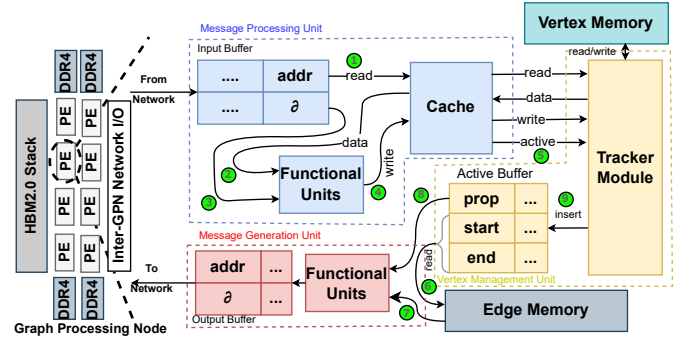 DDR4
DDR4
PE
PE
PE
PE
PE
PE
PE
PE
DDR4
DDR4
HBM2.0 Stack
Inter-GPN Network I/O
Graph Processing Node
From
Network
To
Network
Message Processing Unit
Input Buffer
.... addr
.... ∂
1
read
Cache
2
data
3
Functional
Units
4
write
read
data
write
active
5
Vertex Memory
read/write
Tracker
Module
Active Buffer
prop ...
start ...
end ...
9
insert
Vertex Management Unit
8
read
6
7
Edge Memory
Message Generation Unit
addr ...
∂ ...
Output Buffer
Functional
Units